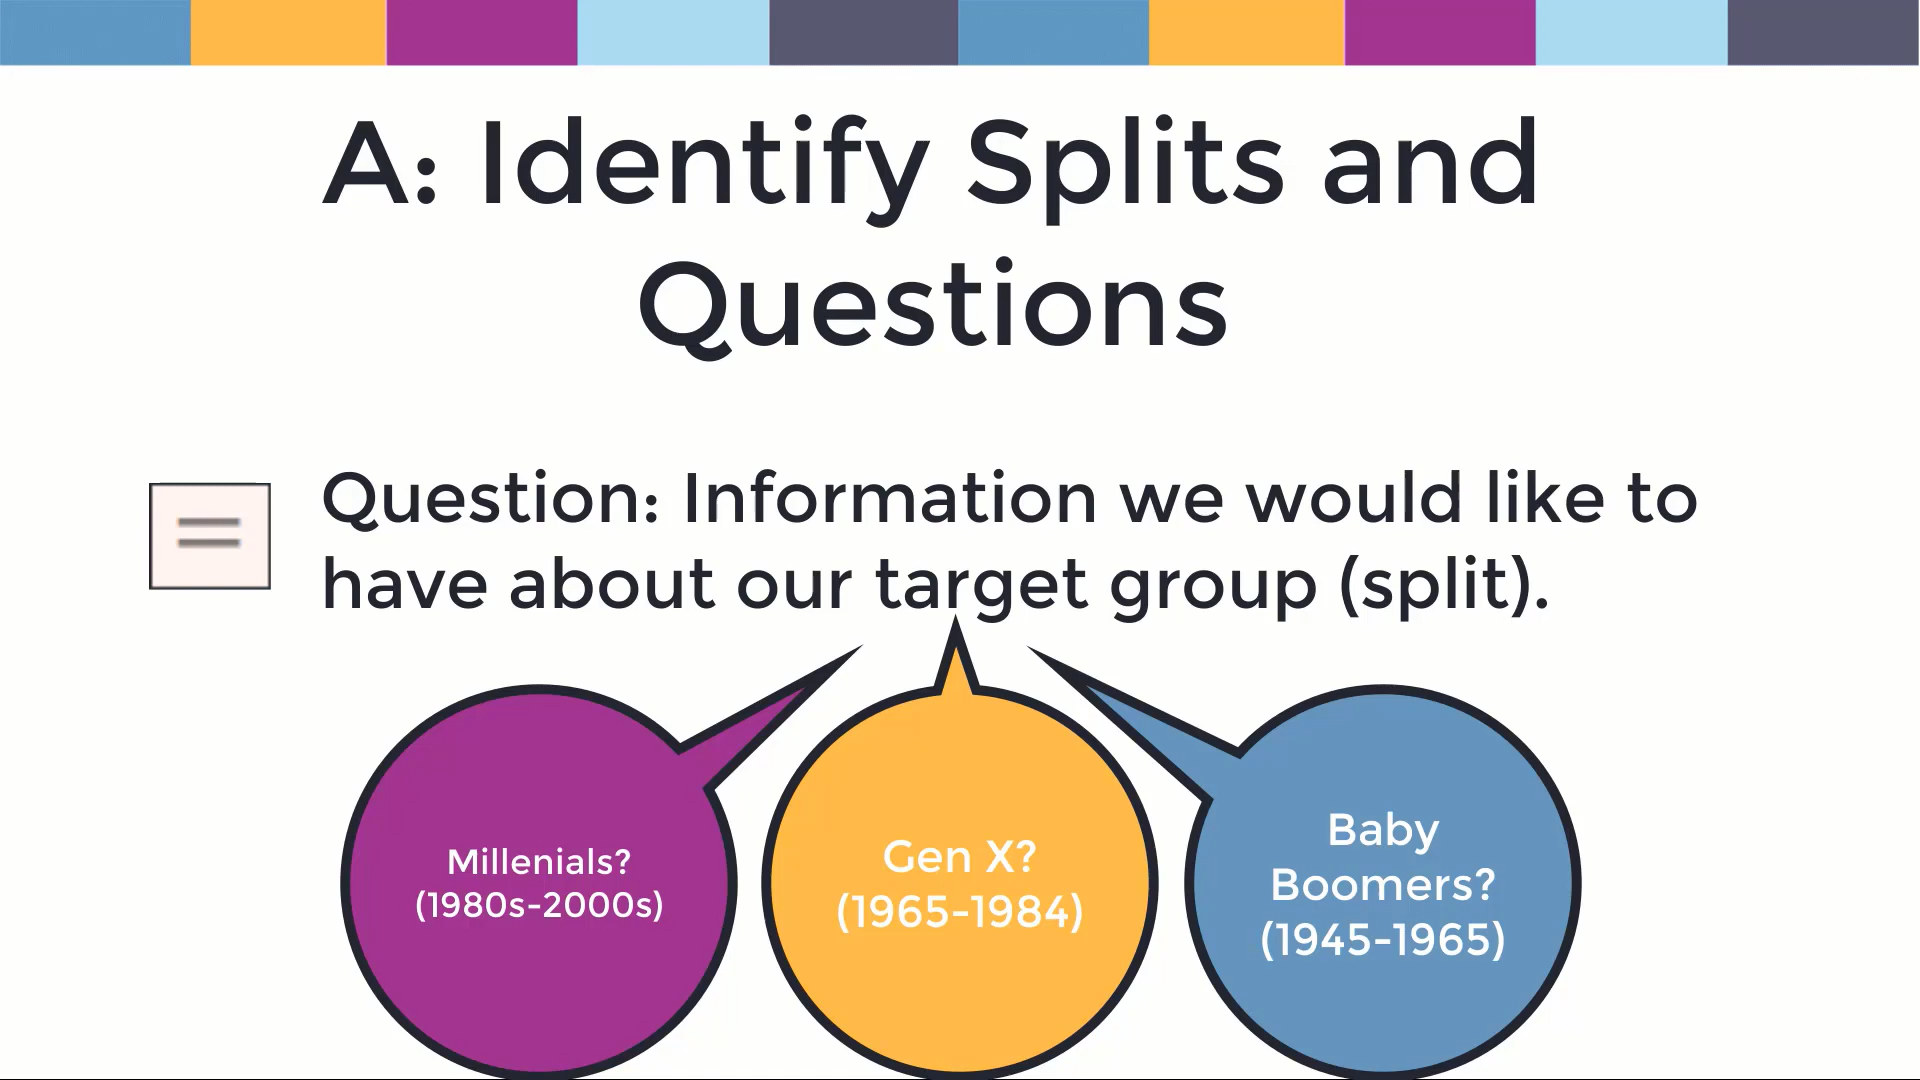 A: Identify Splits and
Questions
Question: Information we would like to
have about our target group (split).
Millenials?
(1980s-2000s)
Gen X?
(1965-1984)
Baby
Boomers?
(1945-1965)